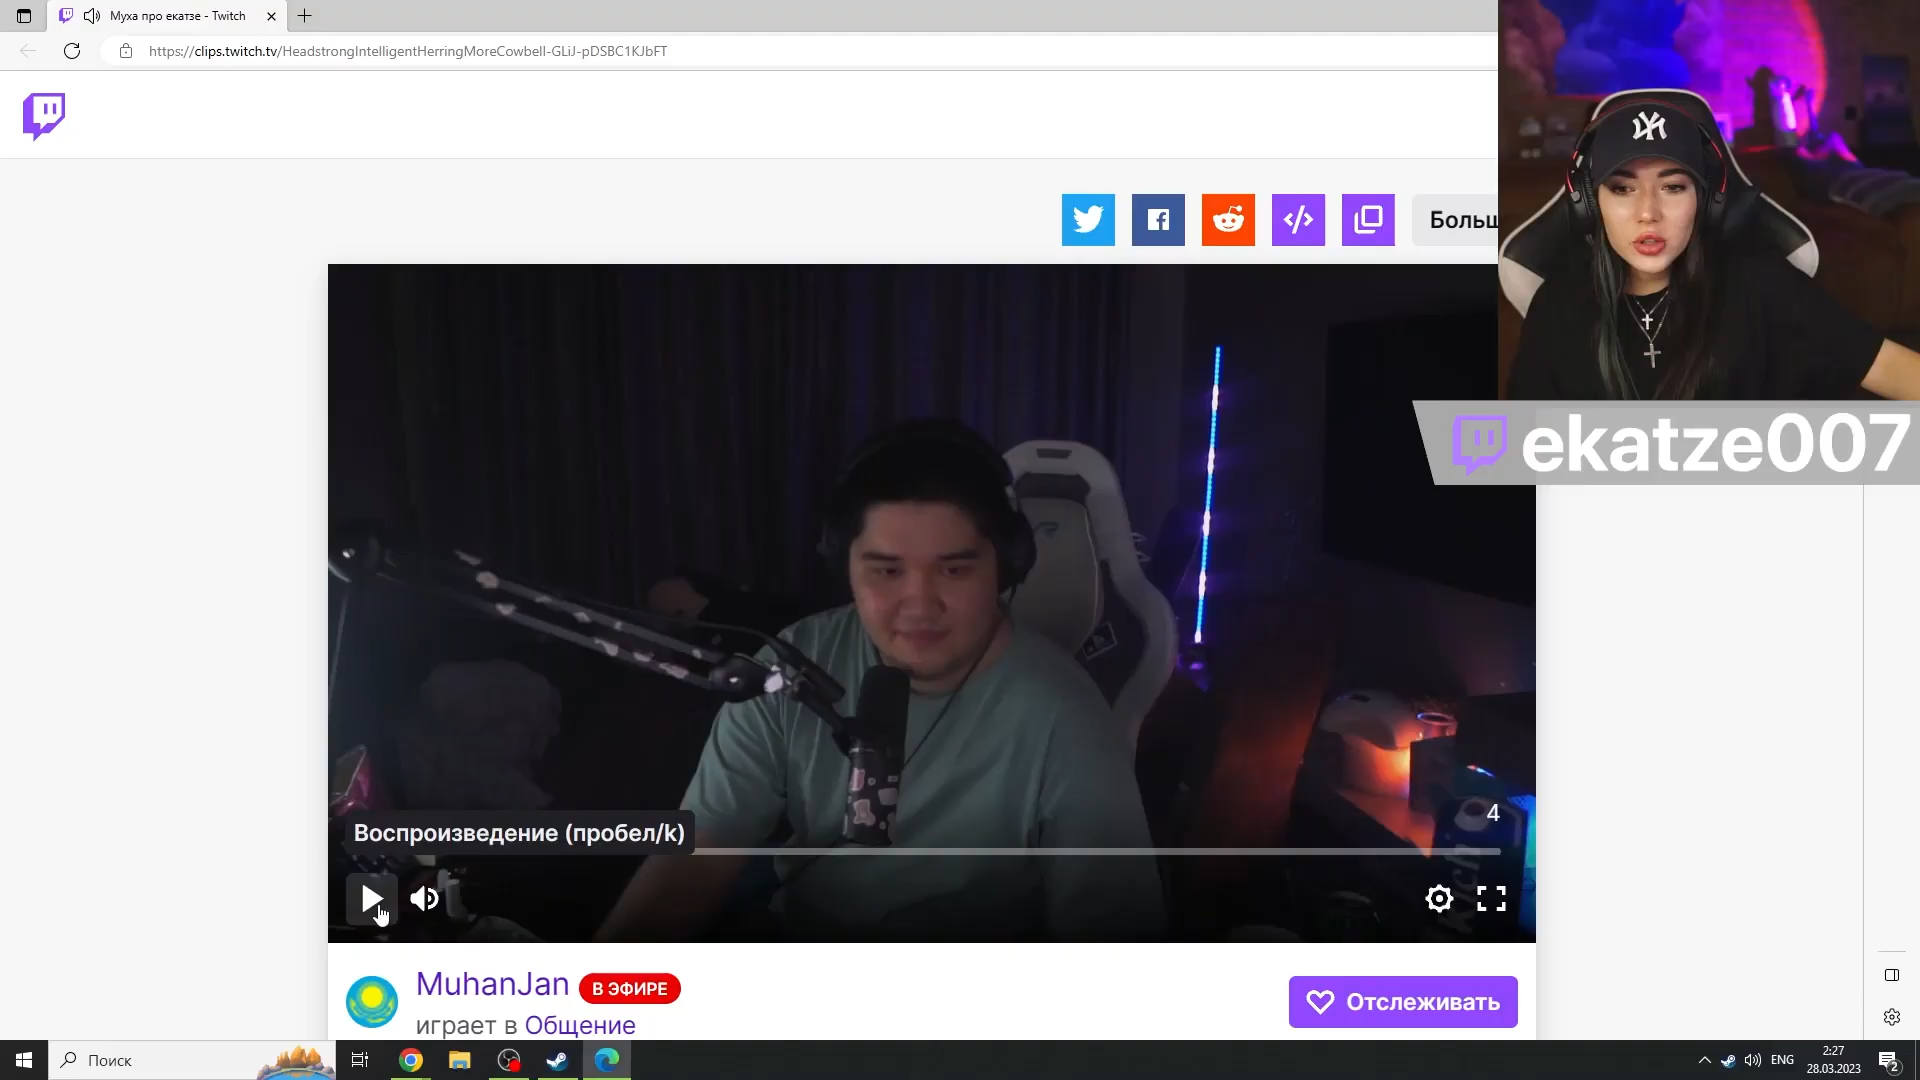 Муха про екатзе - Twitch
https://clips.twitch.tv/HeadstrongIntelligentHerringMoreCowbell-GLiJ-pDSBC1KJbFT
Больш
ekatze007
4
Воспроизведение (пробел/k)
MuhanJan
В ЭФИРЕ
играет в Общение
Отслеживать
Поиск
ENG
2:27
28.03.2023
2